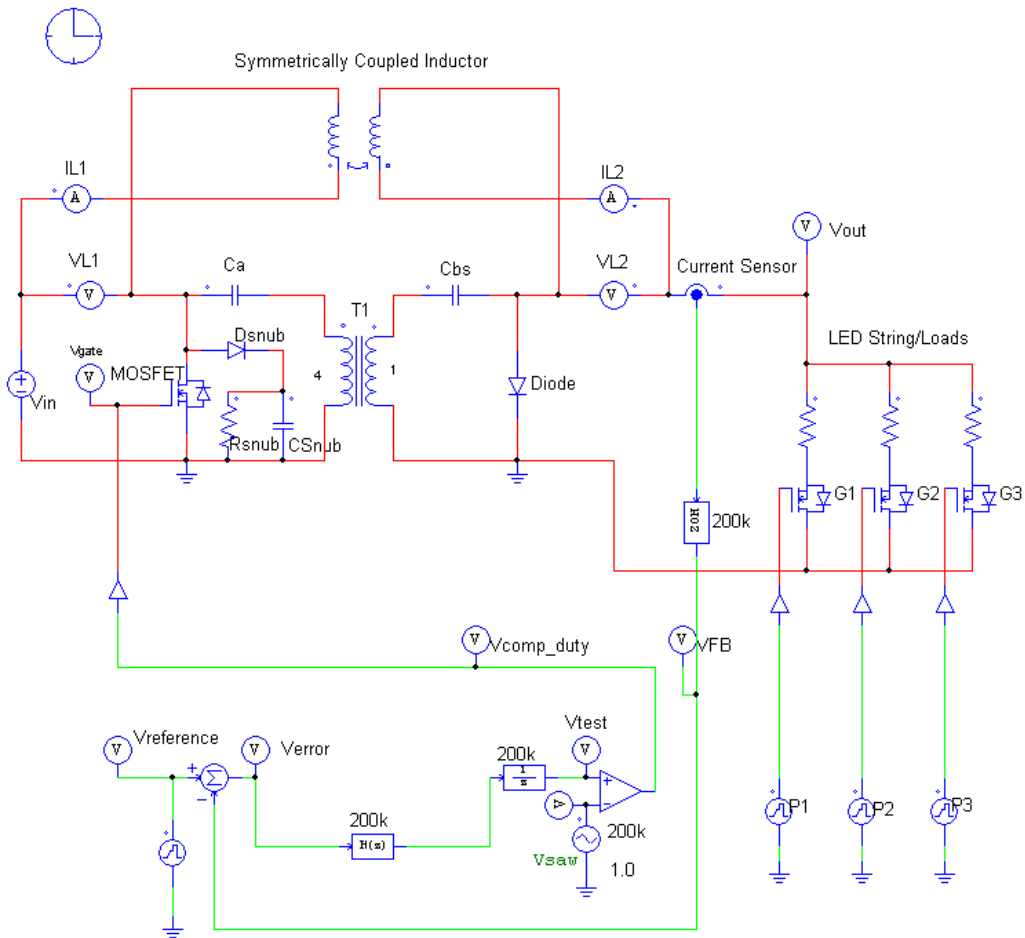 Symmetrically Coupled Inductor
IL1
A
IL2
A
V
Vout
VL1
V
Ca
Cbs
VL2
V
Current Sensor
T1
Vgate
V
MOSFET
Dsnub
4
1
LED String/Loads
Vin
Diode
Rsnub
CSnub
G1
G2
G3
ZOH
200k
V
Vcomp_duty
V
VFB
Vreference
V
V
Verror
Vtest
V
200k
1
z
Σ
V
200k
H(z)
200k
Vsaw
1.0
P1
P2
P3